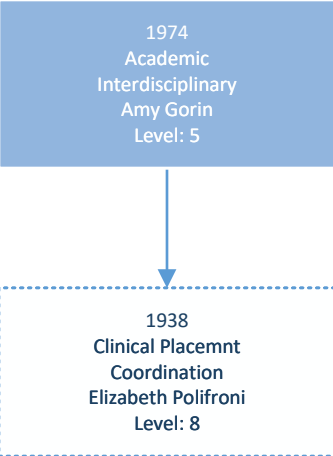 1974
Academic
Interdisciplinary
Amy Gorin
Level: 5
1938
Clinical Placemnt
Coordination
Elizabeth Polifroni
Level: 8